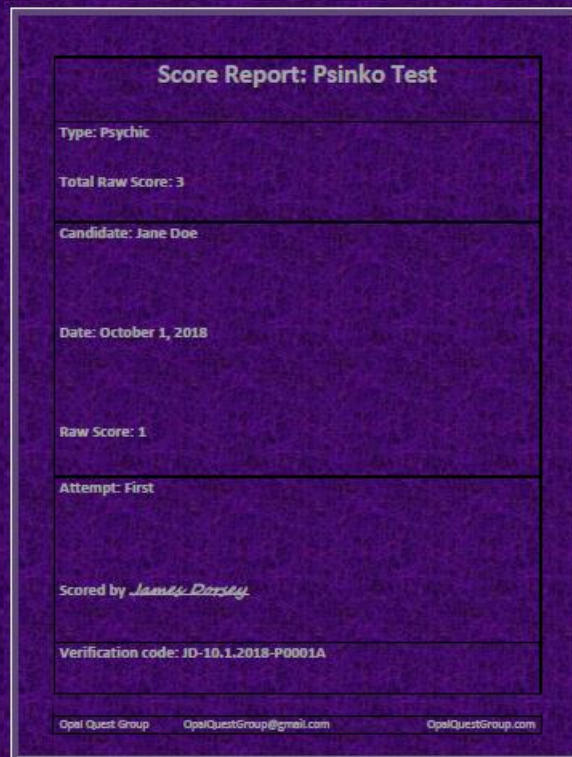 Score Report: Psinko Test
Type: Psychic
Total Raw Score: 3
Candidate: Jane Doe
Date: October 1, 2018
Raw Score: 1
Attempt: First
Scored by James Dorsey
Verification code: JD-10.1.2018-P0001A
Opal Quest Group OpalQuestGroup@gmail.com OpalQuestGroup.com